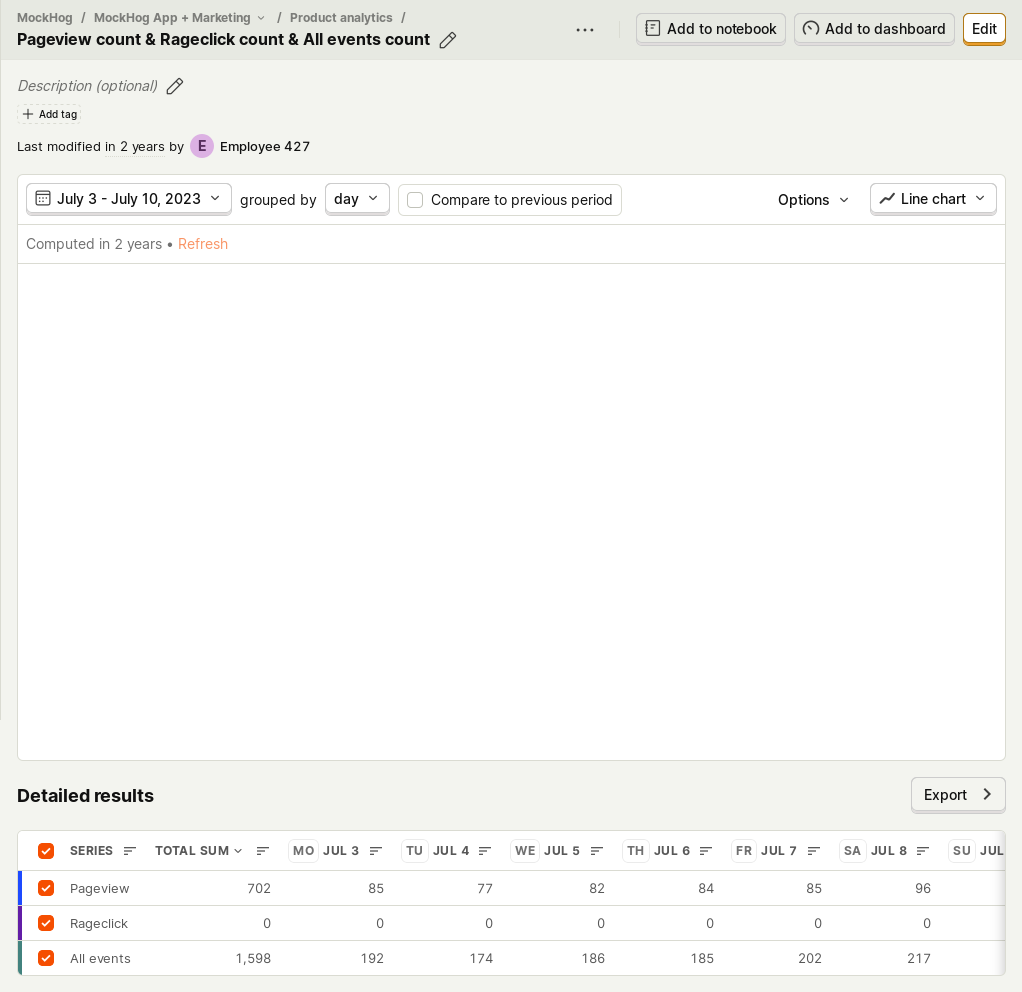 MockHog / MockHog App + Marketing / Product analytics /
Pageview count & Rageclick count & All events count
Add to notebook
Add to dashboard
Edit
Description (optional)
Add tag
Last modified in 2 years by E Employee 427
July 3 - July 10, 2023 grouped by day Compare to previous period Options Line chart
Computed in 2 years • Refresh
Detailed results
Export
SERIES TOTAL SUM MO JUL 3 TU JUL 4 WE JUL 5 TH JUL 6 FR JUL 7 SA JUL 8 SU JUL
Pageview 702 85 77 82 84 85 96
Rageclick 0 0 0 0 0 0 0
All events 1,598 192 174 186 185 202 217